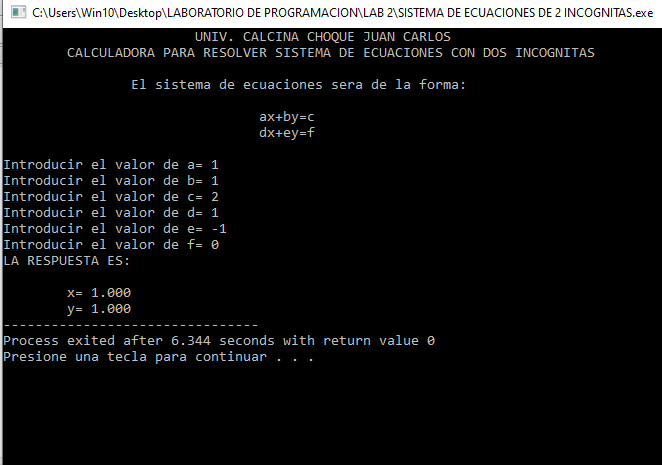 C:\Users\Win10\Desktop\LABORATORIO DE PROGRAMACION\LAB 2\SISTEMA DE ECUACIONES DE 2 INCOGNITAS.exe
UNIV. CALCINA CHOQUE JUAN CARLOS
CALCULADORA PARA RESOLVER SISTEMA DE ECUACIONES CON DOS INCOGNITAS
El sistema de ecuaciones sera de la forma:
ax+by=c
dx+ey=f
Introducir el valor de a= 1
Introducir el valor de b= 1
Introducir el valor de c= 2
Introducir el valor de d= 1
Introducir el valor de e= -1
Introducir el valor de f= 0
LA RESPUESTA ES:
x= 1.000
y= 1.000
--------------------------------
Process exited after 6.344 seconds with return value 0
Presione una tecla para continuar . . .